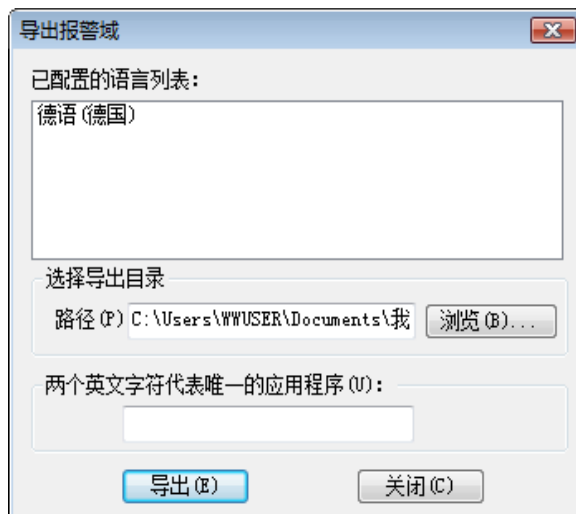 导出报警域
已配置的语言列表：
德语(德国)
选择导出目录
路径(P) C:\Users\WWUSER\Documents\我 浏览(B)...
两个英文字符代表唯一的应用程序(U)：
导出(E) 关闭(C)